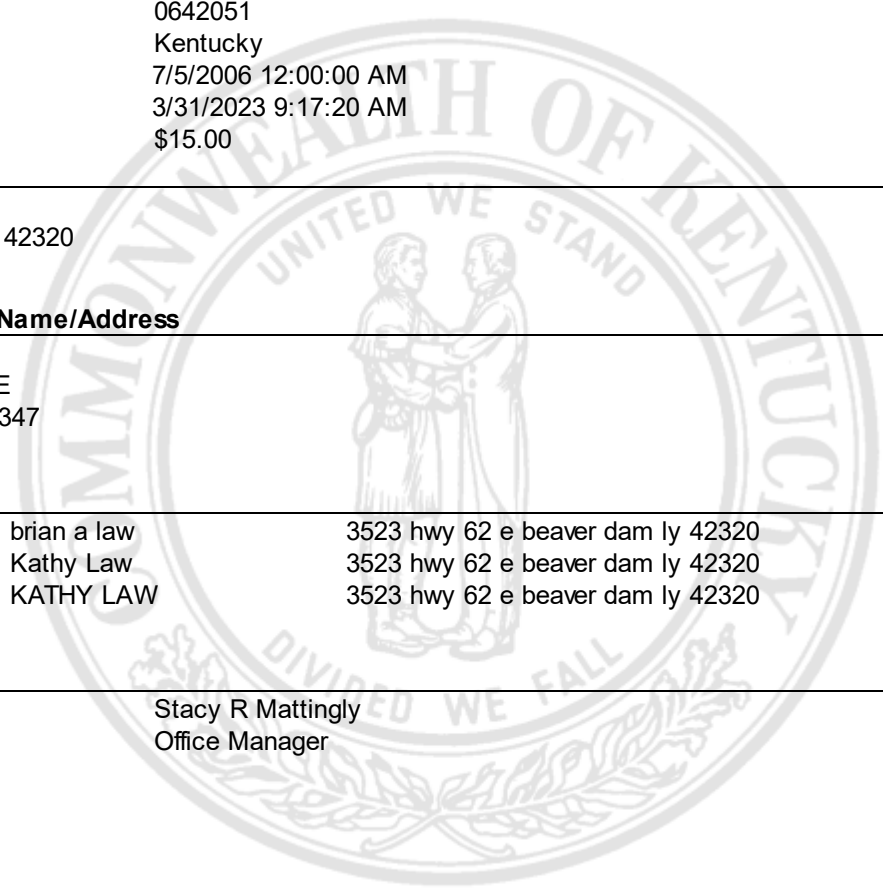 0642051
Kentucky
7/5/2006 12:00:00 AM
3/31/2023 9:17:20 AM
$15.00
COMMONWEALTH OF KENTUCKY
UNITED WE STAND
42320
Name/Address
E
347
brian a law 3523 hwy 62 e beaver dam ly 42320
Kathy Law 3523 hwy 62 e beaver dam ly 42320
KATHY LAW 3523 hwy 62 e beaver dam ly 42320
DIVIDED WE FALL
Stacy R Mattingly
Office Manager